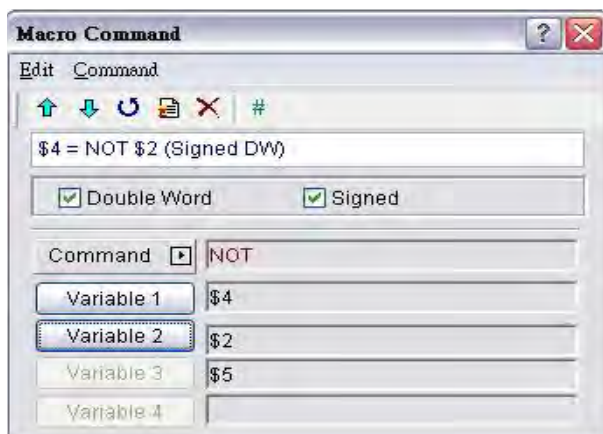 Macro Command
Edit Command
#
$4 = NOT $2 (Signed DW)
Double Word Signed
Command NOT
Variable 1 $4
Variable 2 $2
Variable 3 $5
Variable 4